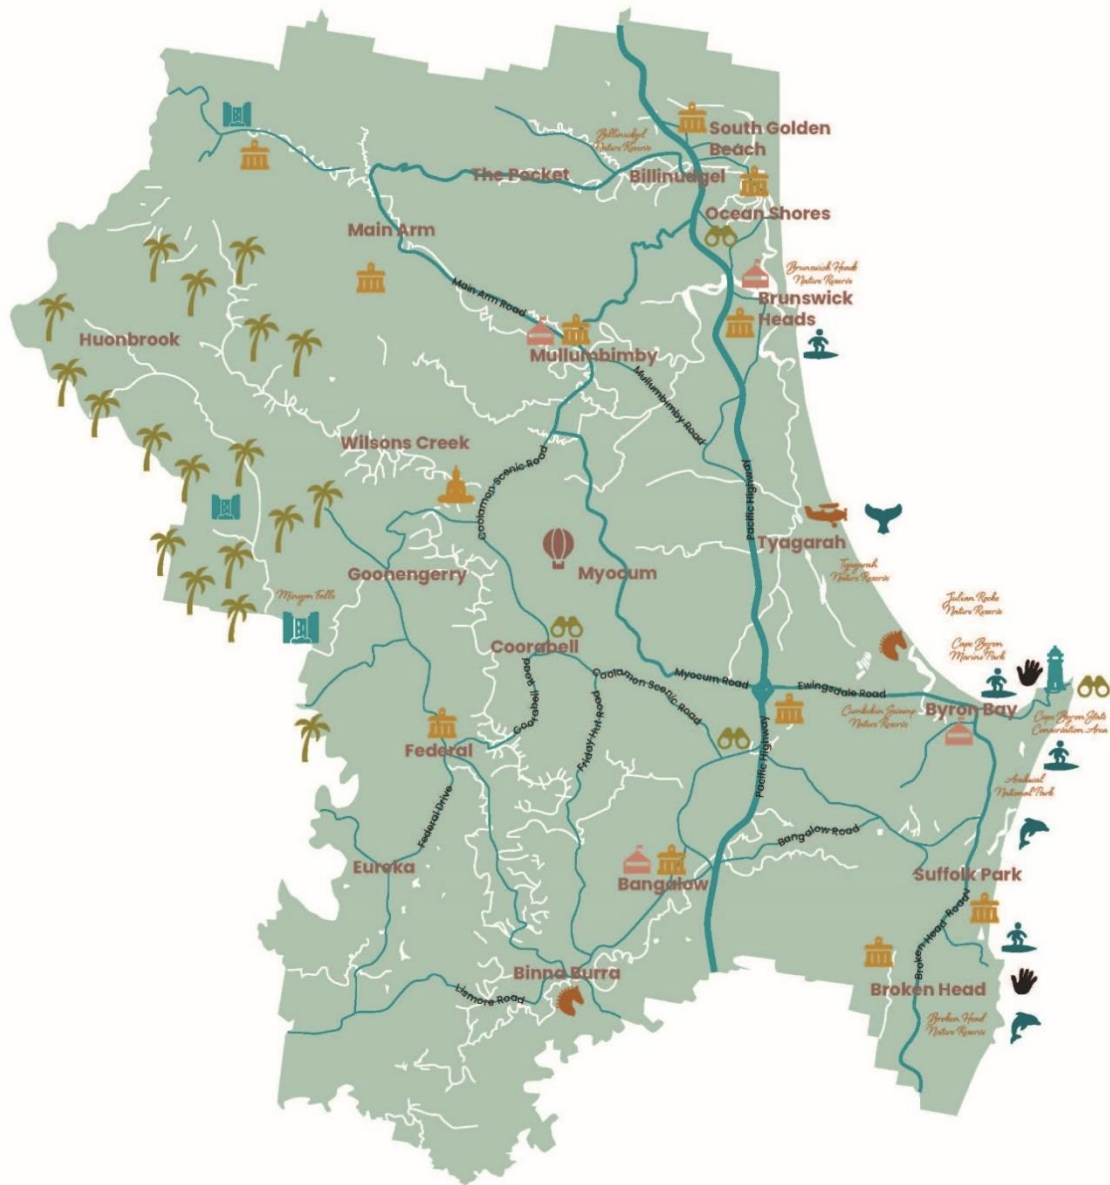 South Golden
Beach
Billinudgel
Nature Reserve
The Pocket
Billinudgel
Ocean Shores
Main Arm
Brunswick Heads
Nature Reserve
Main Arm Road
Brunswick
Heads
Huonbrook
Mullumbimby
Mullumbimby Road
Wilsons Creek
Coolamon Scenic Road
Pacific Highway
Tyagarah
Tyagarah
Nature Reserve
Goonengerry
Myocum
Minyon Falls
Julian Rocks
Nature Reserve
Coorabell
Cape Byron
Marine Park
Coolamon Scenic Road
Myocum Road
Ewingsdale Road
Byron Bay
Cumbebin Swamp
Nature Reserve
Cape Byron State
Conservation Area
Coorabell Road
Friday Hut Road
Federal
Pacific Highway
Arakwal
National Park
Federal Drive
Bangalow Road
Eureka
Bangalow
Suffolk Park
Broken Head Road
Binna Burra
Lismore Road
Broken Head
Broken Head
Nature Reserve